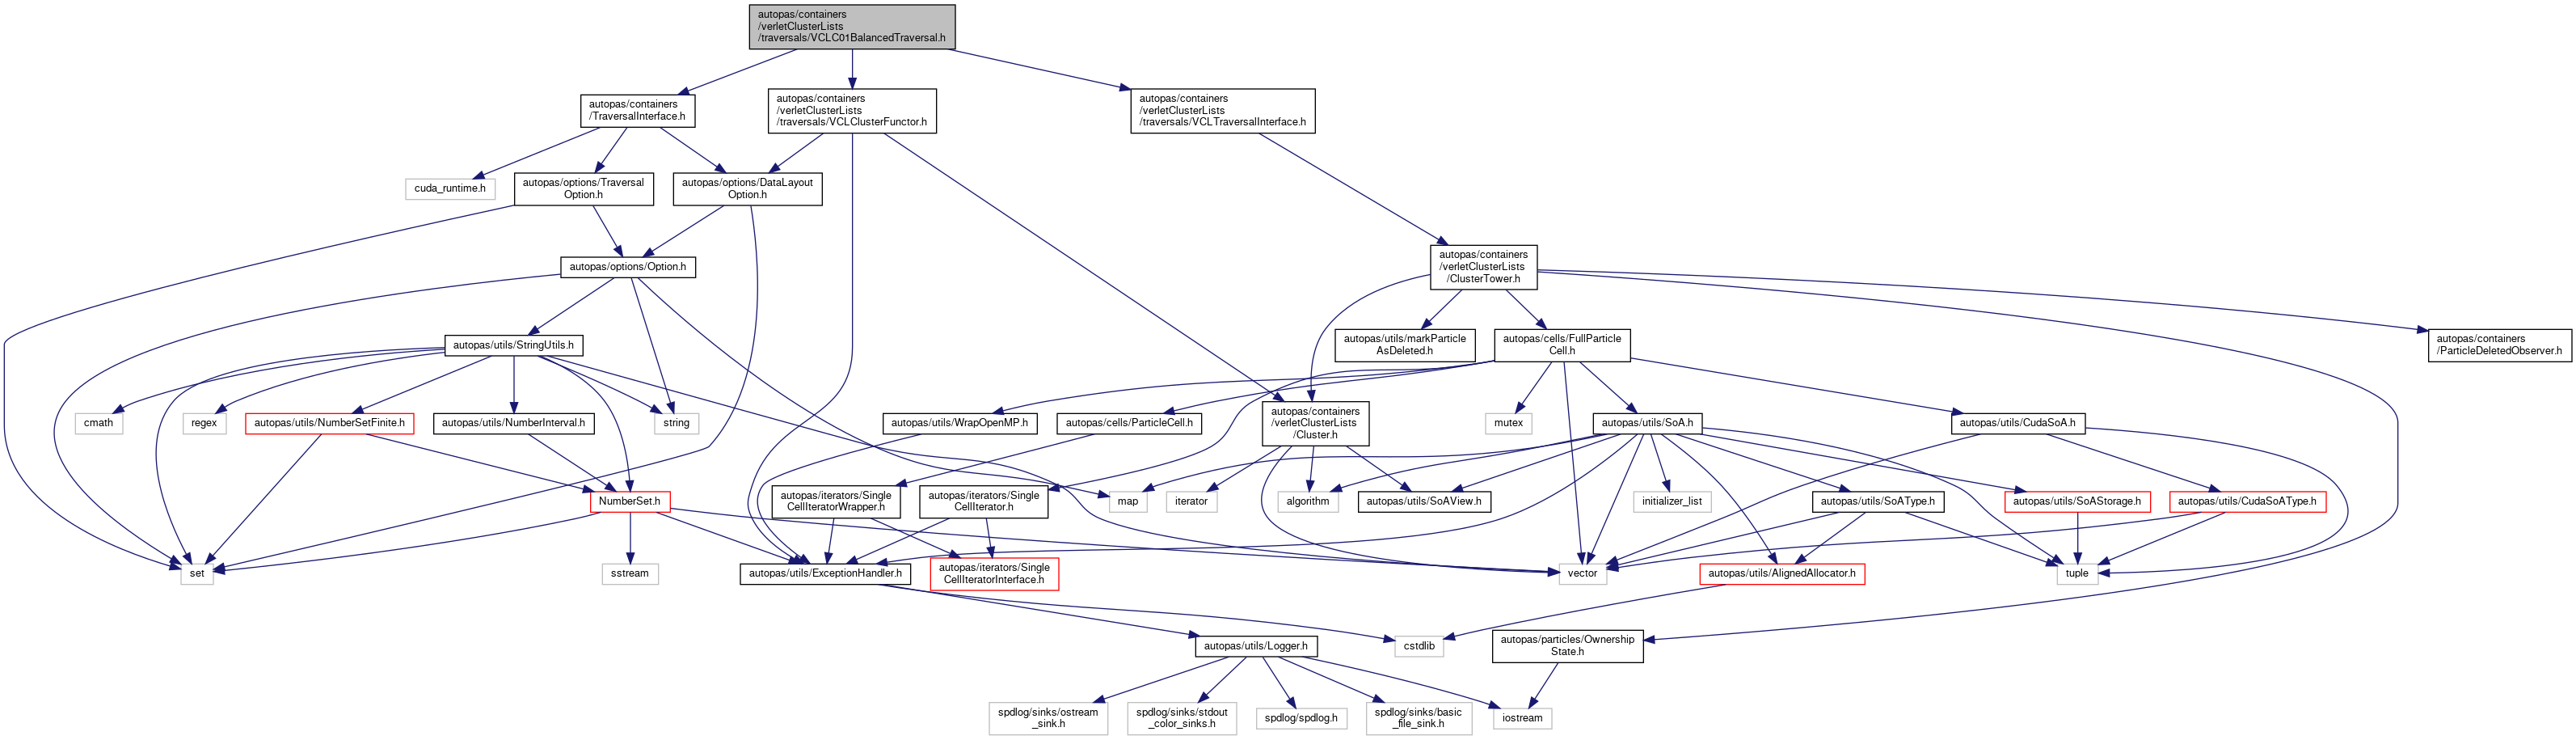 autopas/containers
/verletClusterLists
/traversals/VCLC01BalancedTraversal.h
autopas/containers
/TraversalInterface.h
autopas/containers
/verletClusterLists
/traversals/VCLClusterFunctor.h
autopas/containers
/verletClusterLists
/traversals/VCLTraversalInterface.h
cuda_runtime.h
autopas/options/Traversal
Option.h
autopas/options/DataLayout
Option.h
autopas/options/Option.h
autopas/containers
/verletClusterLists
/ClusterTower.h
autopas/utils/StringUtils.h
autopas/utils/markParticle
AsDeleted.h
autopas/cells/FullParticle
Cell.h
autopas/containers
/ParticleDeletedObserver.h
cmath
regex
autopas/utils/NumberSetFinite.h
autopas/utils/NumberInterval.h
string
autopas/utils/WrapOpenMP.h
autopas/cells/ParticleCell.h
autopas/containers
/verletClusterLists
/Cluster.h
mutex
autopas/utils/SoA.h
autopas/utils/CudaSoA.h
NumberSet.h
autopas/iterators/Single
CellIteratorWrapper.h
autopas/iterators/Single
CellIterator.h
map
iterator
algorithm
autopas/utils/SoAView.h
initializer_list
autopas/utils/SoAType.h
autopas/utils/SoAStorage.h
autopas/utils/CudaSoAType.h
set
sstream
autopas/utils/ExceptionHandler.h
autopas/iterators/Single
CellIteratorInterface.h
vector
autopas/utils/AlignedAllocator.h
tuple
autopas/utils/Logger.h
cstdlib
autopas/particles/Ownership
State.h
spdlog/sinks/ostream
_sink.h
spdlog/sinks/stdout
_color_sinks.h
spdlog/spdlog.h
spdlog/sinks/basic
_file_sink.h
iostream